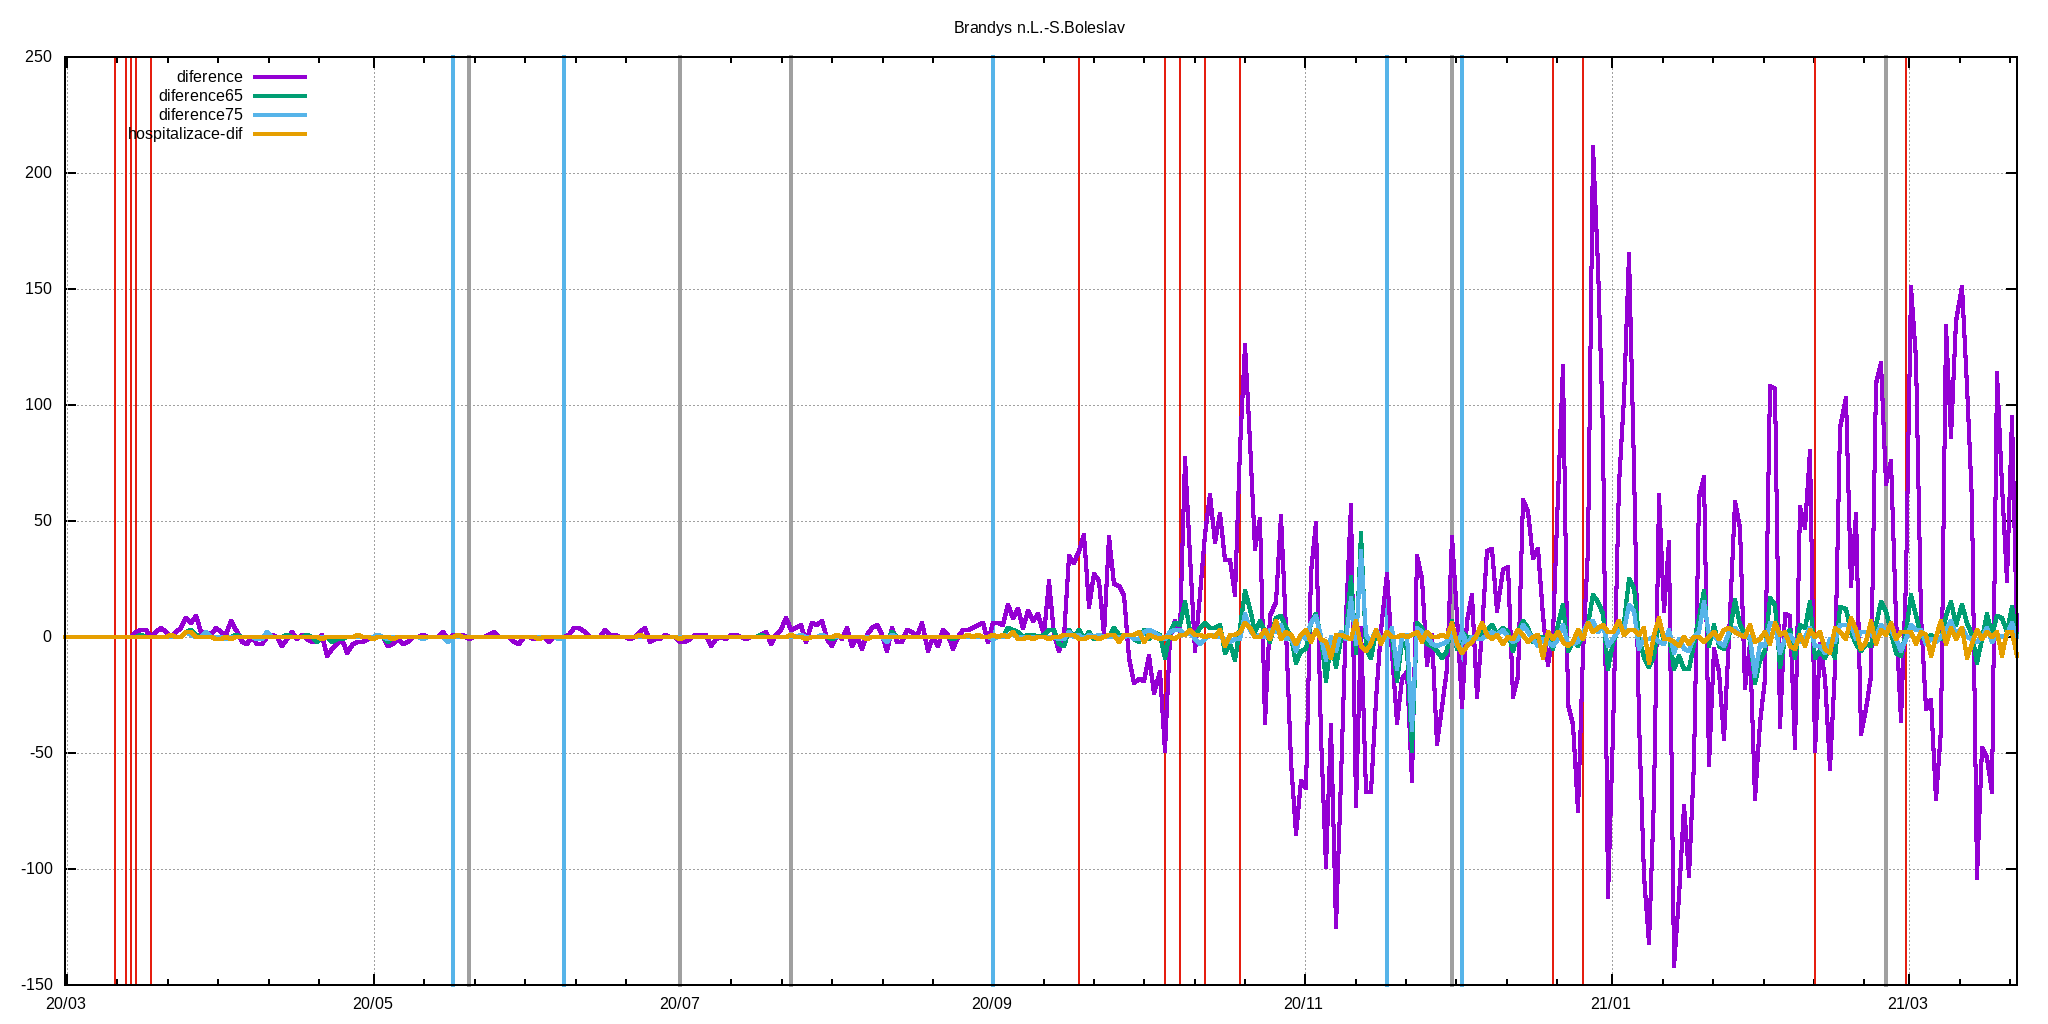 Brandys n.L.-S.Boleslav
250
200
150
100
50
0
-50
-100
-150
diference
diference65
diference75
hospitalizace-dif
20/03 20/05 20/07 20/09 20/11 21/01 21/03